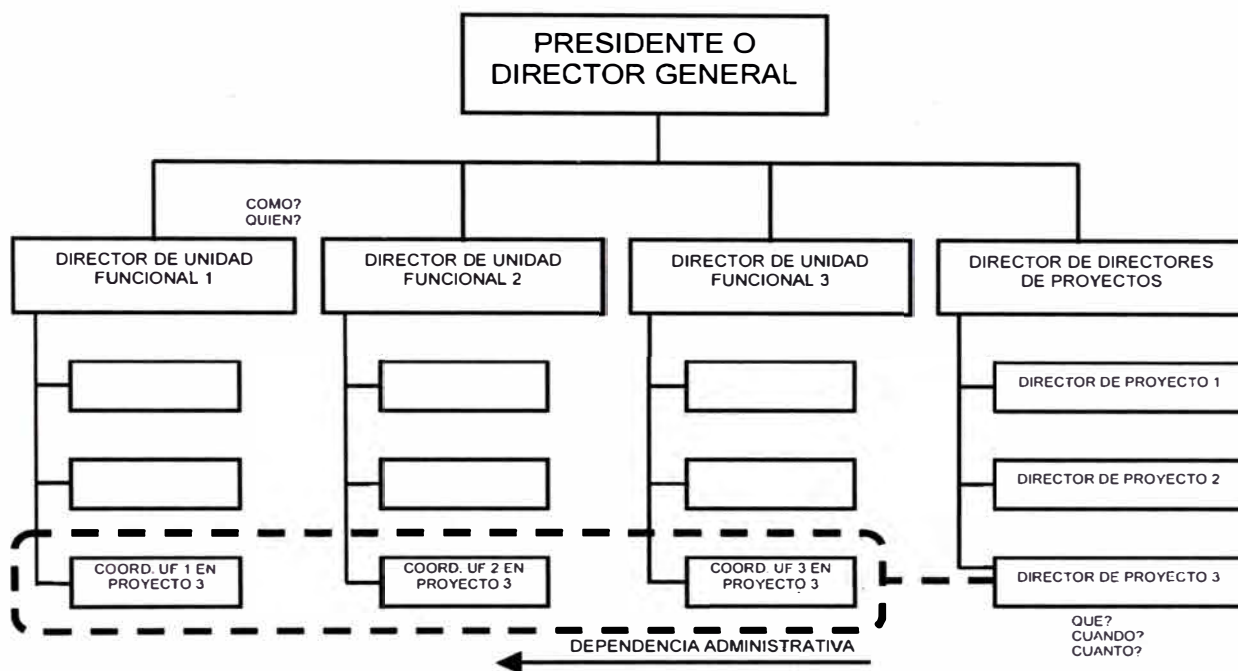 PRESIDENTE O
DIRECTOR GENERAL
COMO?
QUIEN?
DIRECTOR DE UNIDAD
FUNCIONAL 1
DIRECTOR DE UNIDAD
FUNCIONAL 2
DIRECTOR DE UNIDAD
FUNCIONAL 3
DIRECTOR DE DIRECTORES
DE PROYECTOS
DIRECTOR DE PROYECTO 1
DIRECTOR DE PROYECTO 2
COORD. UF 1 EN
PROYECTO 3
COORD. UF 2 EN
PROYECTO 3
COORD. UF 3 EN
PROYECTO 3
DIRECTOR DE PROYECTO 3
QUE?
CUANDO?
CUANTO?
DEPENDENCIA ADMINISTRATIVA